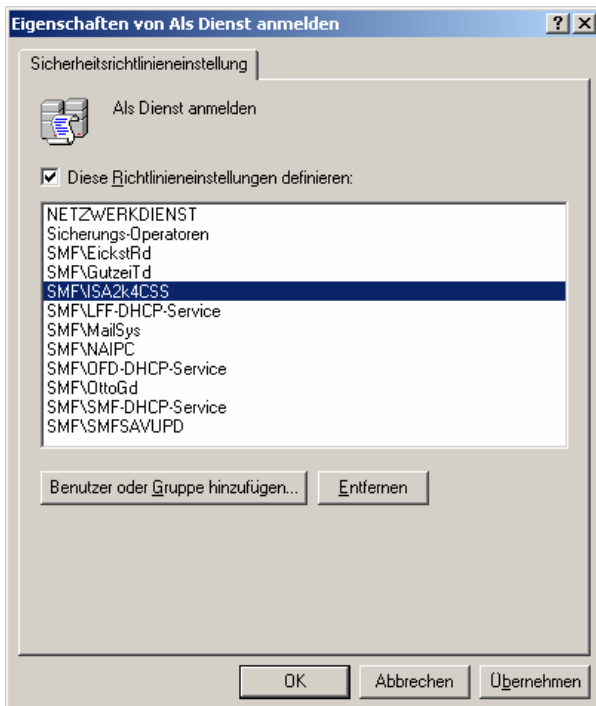 Eigenschaften von Als Dienst anmelden
Sicherheitsrichtlinieneinstellung
Als Dienst anmelden
Diese Richtlinieneinstellungen definieren:
NETZWERKDIENST
Sicherungs-Operatoren
SMF\EickstRd
SMF\GutzeiTd
SMF\ISA2k4CSS
SMF\LFF-DHCP-Service
SMF\MailSys
SMF\NAIPC
SMF\OFD-DHCP-Service
SMF\OttoGd
SMF\SMF-DHCP-Service
SMF\SMFSAVUPD
Benutzer oder Gruppe hinzufügen... Entfernen
OK Abbrechen Übernehmen